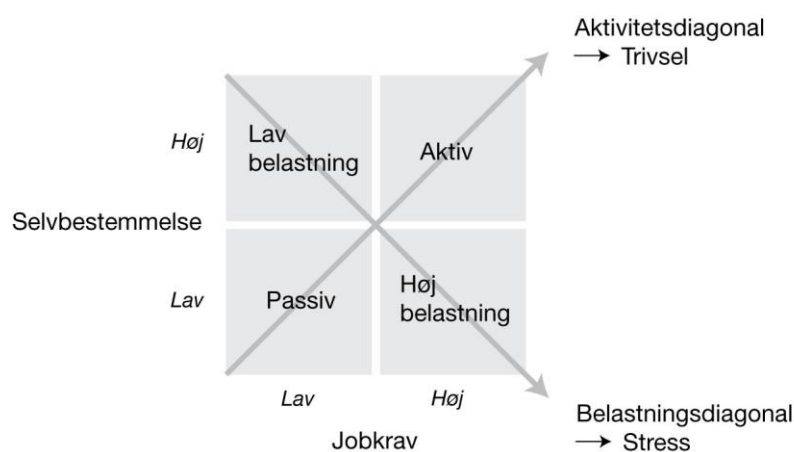 Aktivitetsdiagonal
→ Trivsel
Høj
Lav
belastning
Aktiv
Selvbestemmelse
Lav
Passiv
Høj
belastning
Lav
Høj
Jobkrav
Belastningsdiagonal
→ Stress